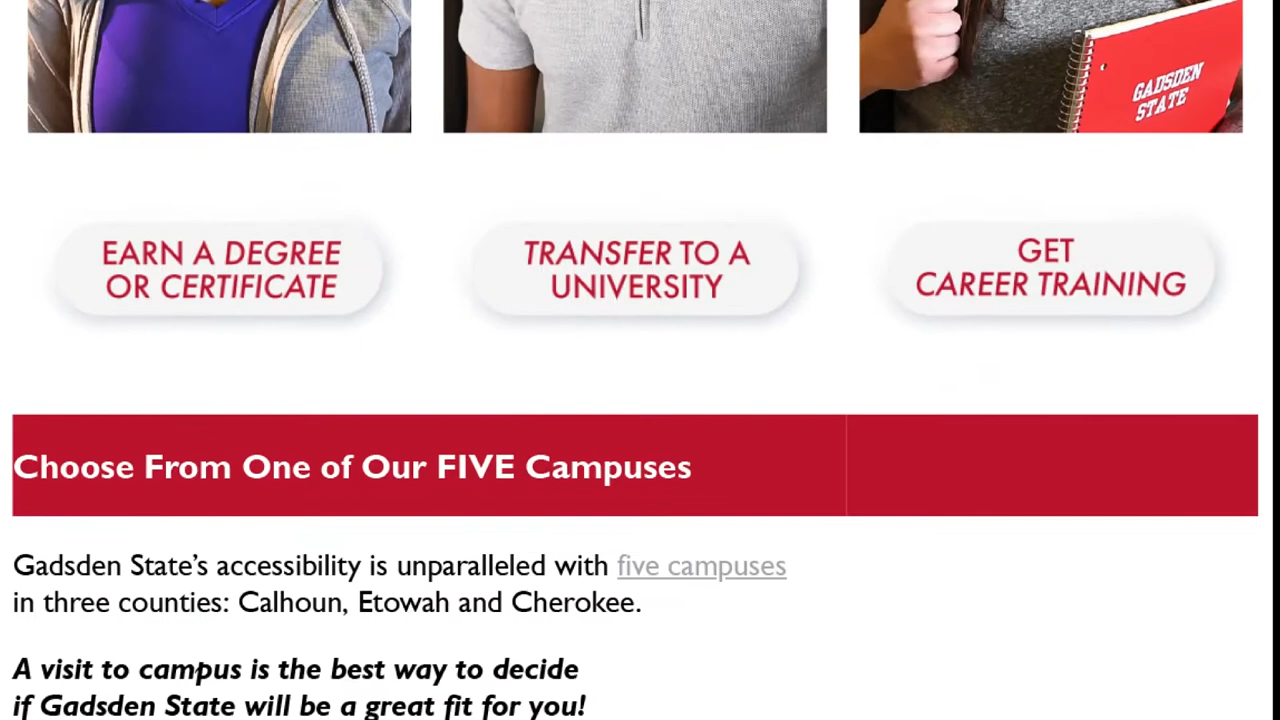 GADSDEN
STATE
EARN A DEGREE
OR CERTIFICATE
TRANSFER TO A
UNIVERSITY
GET
CAREER TRAINING
Choose From One of Our FIVE Campuses
Gadsden State’s accessibility is unparalleled with five campuses
in three counties: Calhoun, Etowah and Cherokee.
A visit to campus is the best way to decide
if Gadsden State will be a great fit for you!